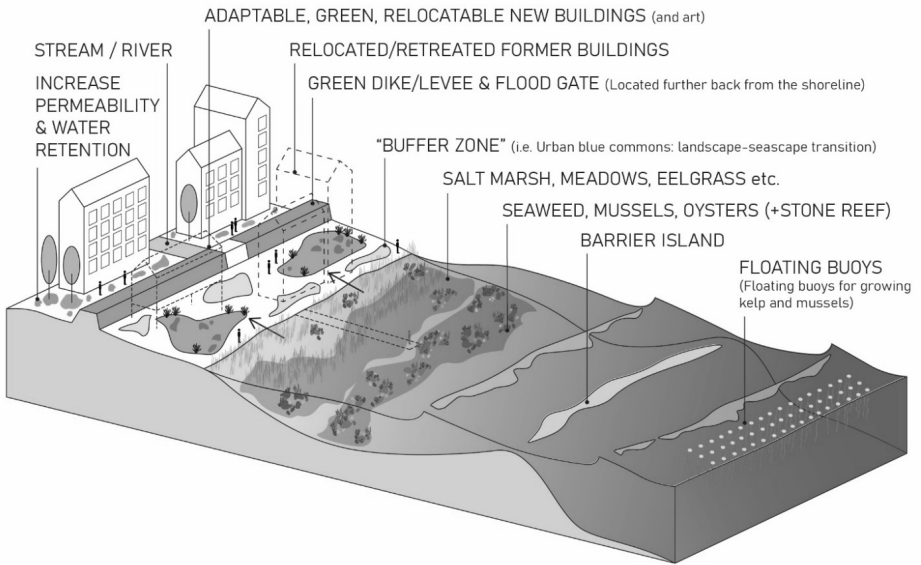 ADAPTABLE, GREEN, RELOCATABLE NEW BUILDINGS (and art)
STREAM / RIVER
RELOCATED/RETREATED FORMER BUILDINGS
INCREASE
PERMEABILITY
& WATER
RETENTION
GREEN DIKE/LEVEE & FLOOD GATE (Located further back from the shoreline)
"BUFFER ZONE" (i.e. Urban blue commons: landscape-seascape transition)
SALT MARSH, MEADOWS, EELGRASS etc.
SEAWEED, MUSSELS, OYSTERS (+STONE REEF)
BARRIER ISLAND
FLOATING BUOYS
(Floating buoys for growing
kelp and mussels)